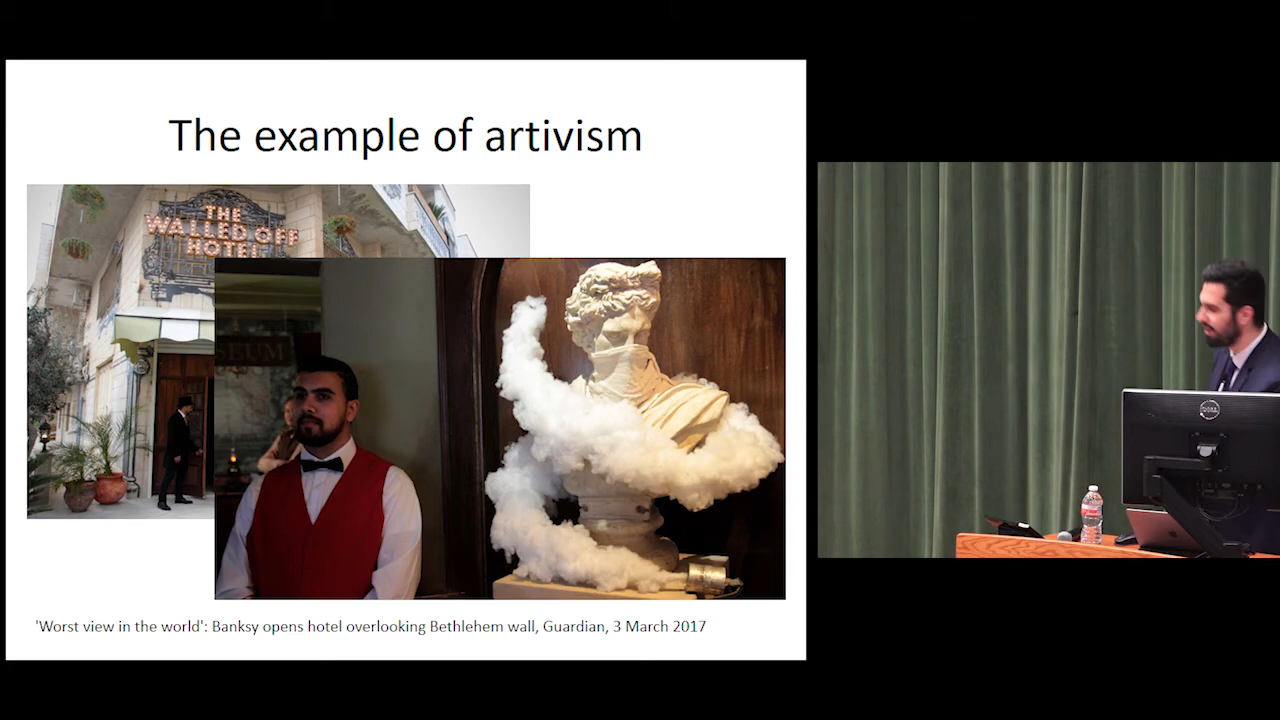 The example of artivism
THE
WALLED OFF
HOTEL
'Worst view in the world': Banksy opens hotel overlooking Bethlehem wall, Guardian, 3 March 2017